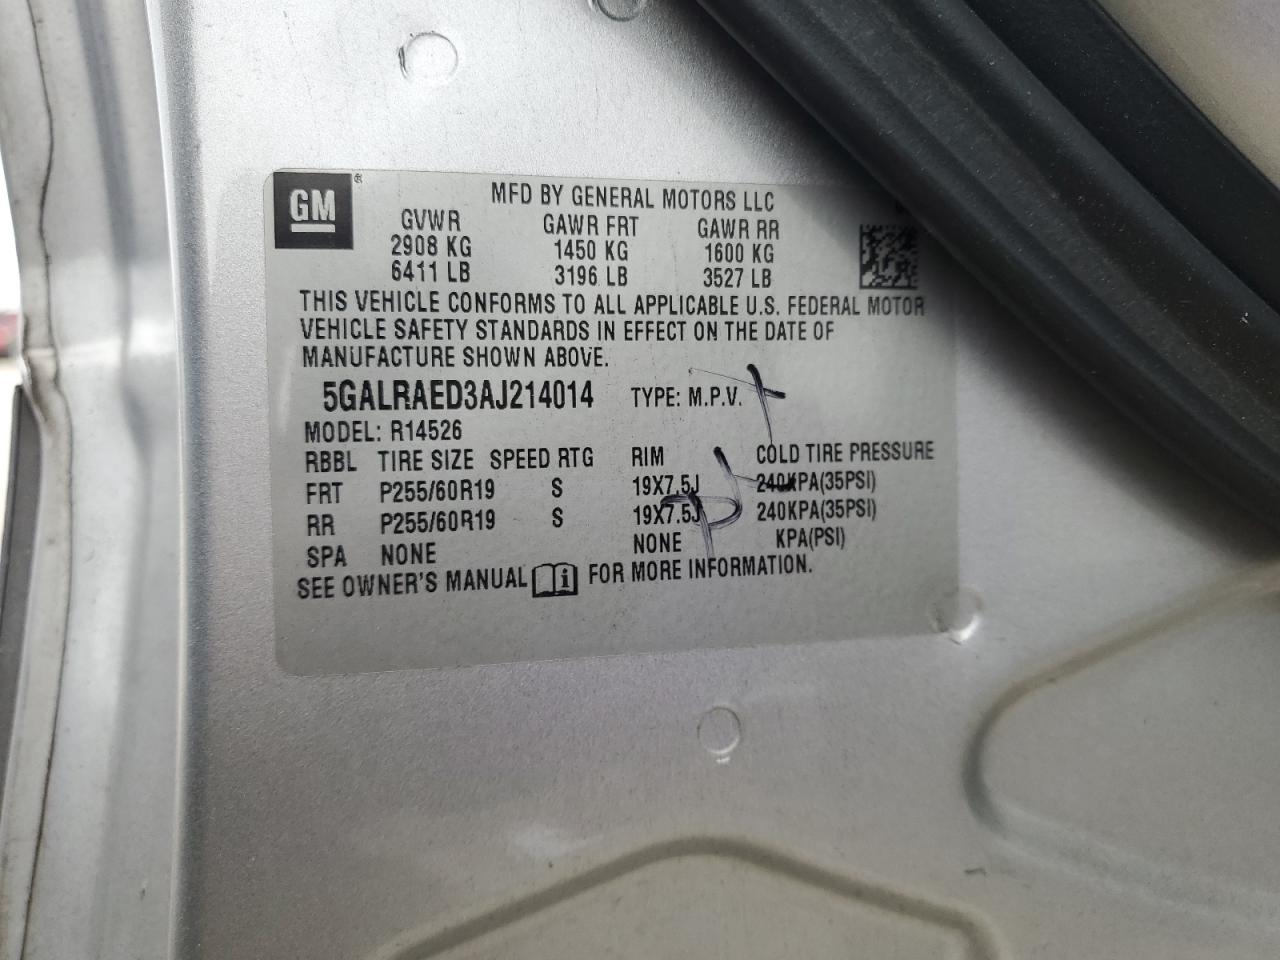 GM ®
MFD BY GENERAL MOTORS LLC
GVWR GAWR FRT GAWR RR
2908 KG 1450 KG 1600 KG
6411 LB 3196 LB 3527 LB
THIS VEHICLE CONFORMS TO ALL APPLICABLE U.S. FEDERAL MOTOR
VEHICLE SAFETY STANDARDS IN EFFECT ON THE DATE OF
MANUFACTURE SHOWN ABOVE.
5GALRAED3AJ214014 TYPE: M.P.V.
MODEL: R14526
RBBL TIRE SIZE SPEED RTG RIM COLD TIRE PRESSURE
FRT P255/60R19 S 19X7.5J 240KPA(35PSI)
RR P255/60R19 S 19X7.5J 240KPA(35PSI)
SPA NONE NONE KPA(PSI)
SEE OWNER'S MANUAL i FOR MORE INFORMATION.